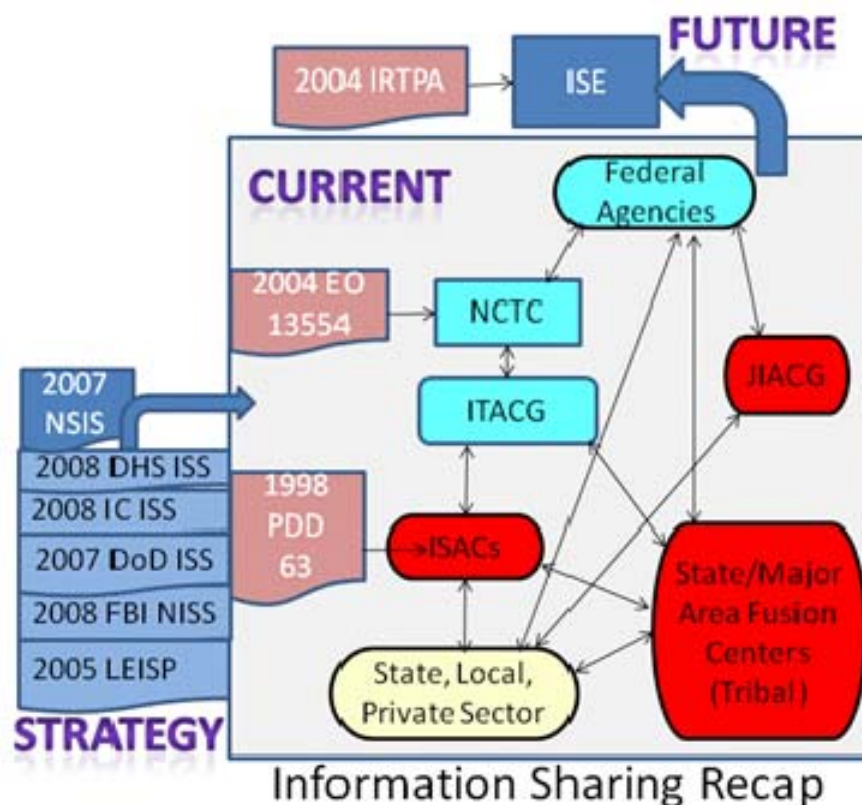 FUTURE
2004 IRTPA
ISE
CURRENT
Federal
Agencies
2004 EO
13554
NCTC
JIACG
2007
NSIS
ITACG
2008 DHS ISS
2008 IC ISS
2007 DoD ISS
2008 FBI NISS
2005 LEISP
1998
PDD
63
ISACs
State/Major
Area Fusion
Centers
(Tribal)
State, Local,
Private Sector
STRATEGY
Information Sharing Recap